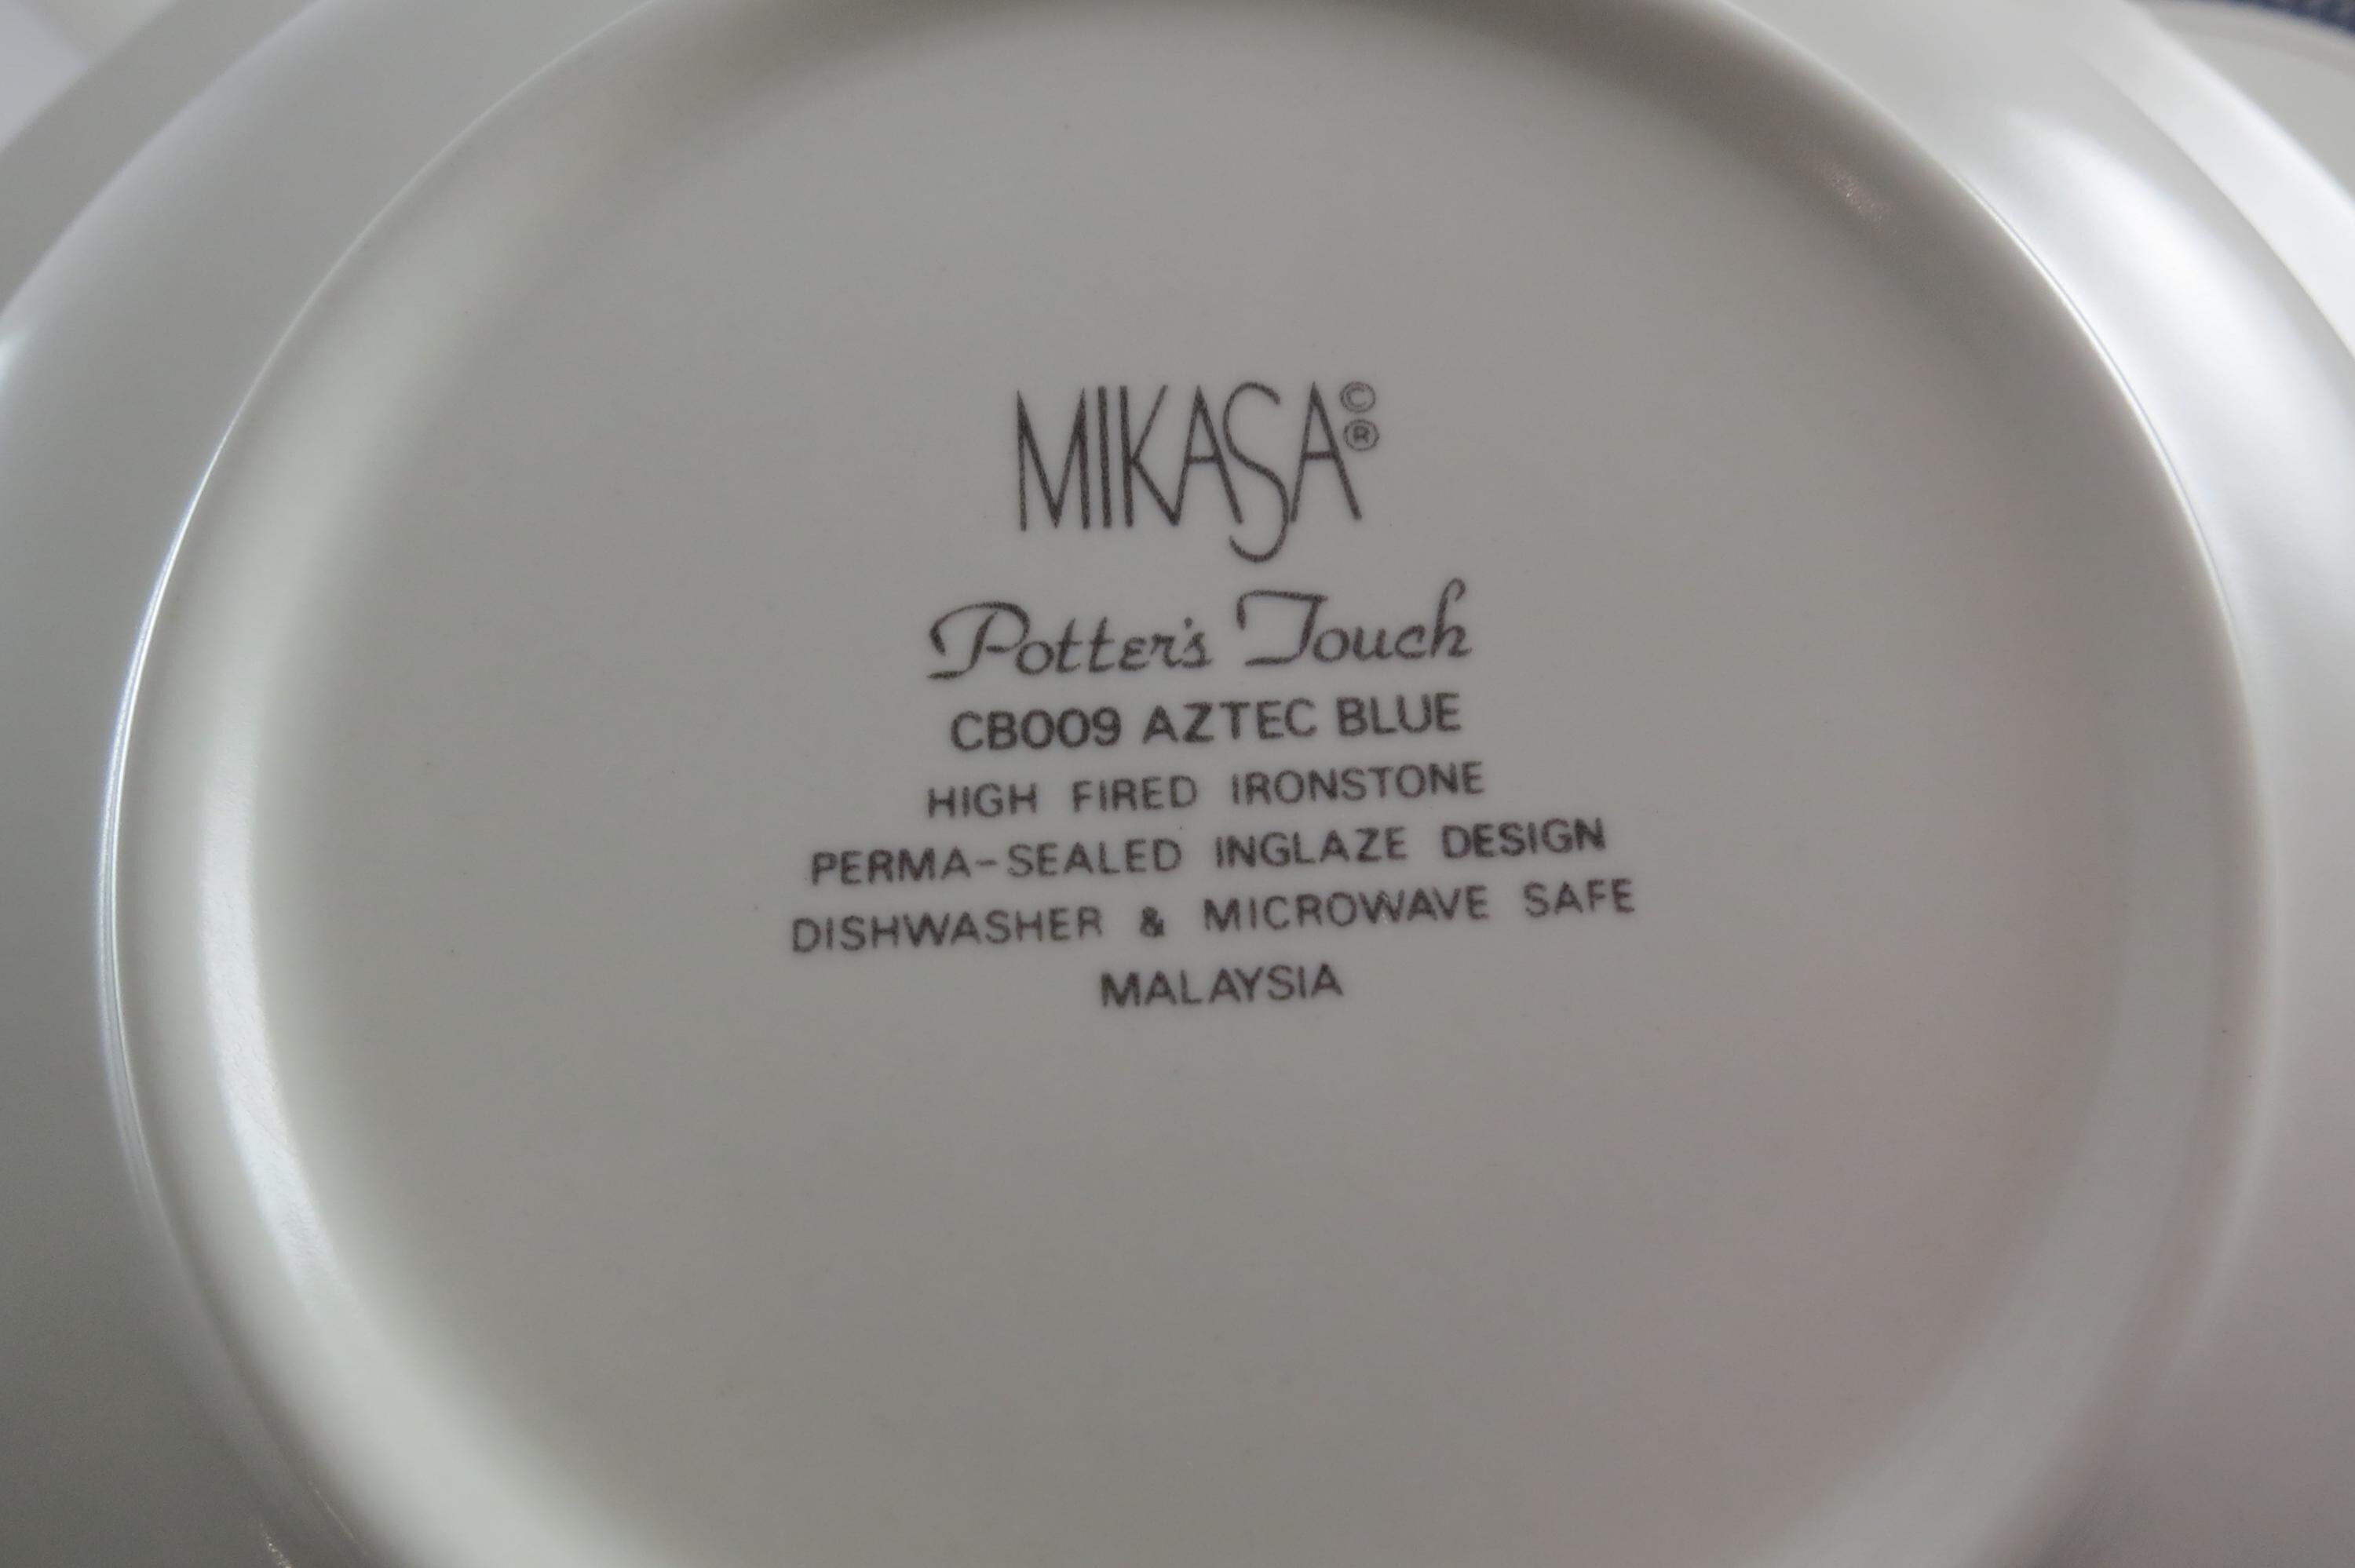 MIKASA©®
Potter's Touch
CB009 AZTEC BLUE
HIGH FIRED IRONSTONE
PERMA-SEALED INGLAZE DESIGN
DISHWASHER & MICROWAVE SAFE
MALAYSIA